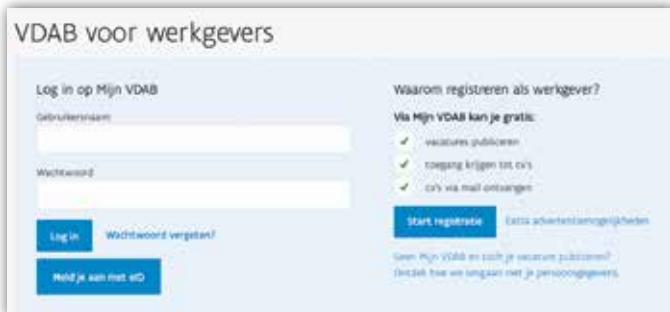 VDAB voor werkgevers
Log in op Mijn VDAB
Gebruikersnaam
Wachtwoord
Log in
Wachtwoord vergeten?
Meld je aan met eID
Waarom registreren als werkgever?
Via Mijn VDAB kan je gratis:
vacatures publiceren
toegang krijgen tot cv's
cv's via mail ontvangen
Start registratie
Extra advertentiemogelijkheden
Geen Mijn VDAB en toch je vacature publiceren?
Ontdek hoe we omgaan met je persoonsgegevens.